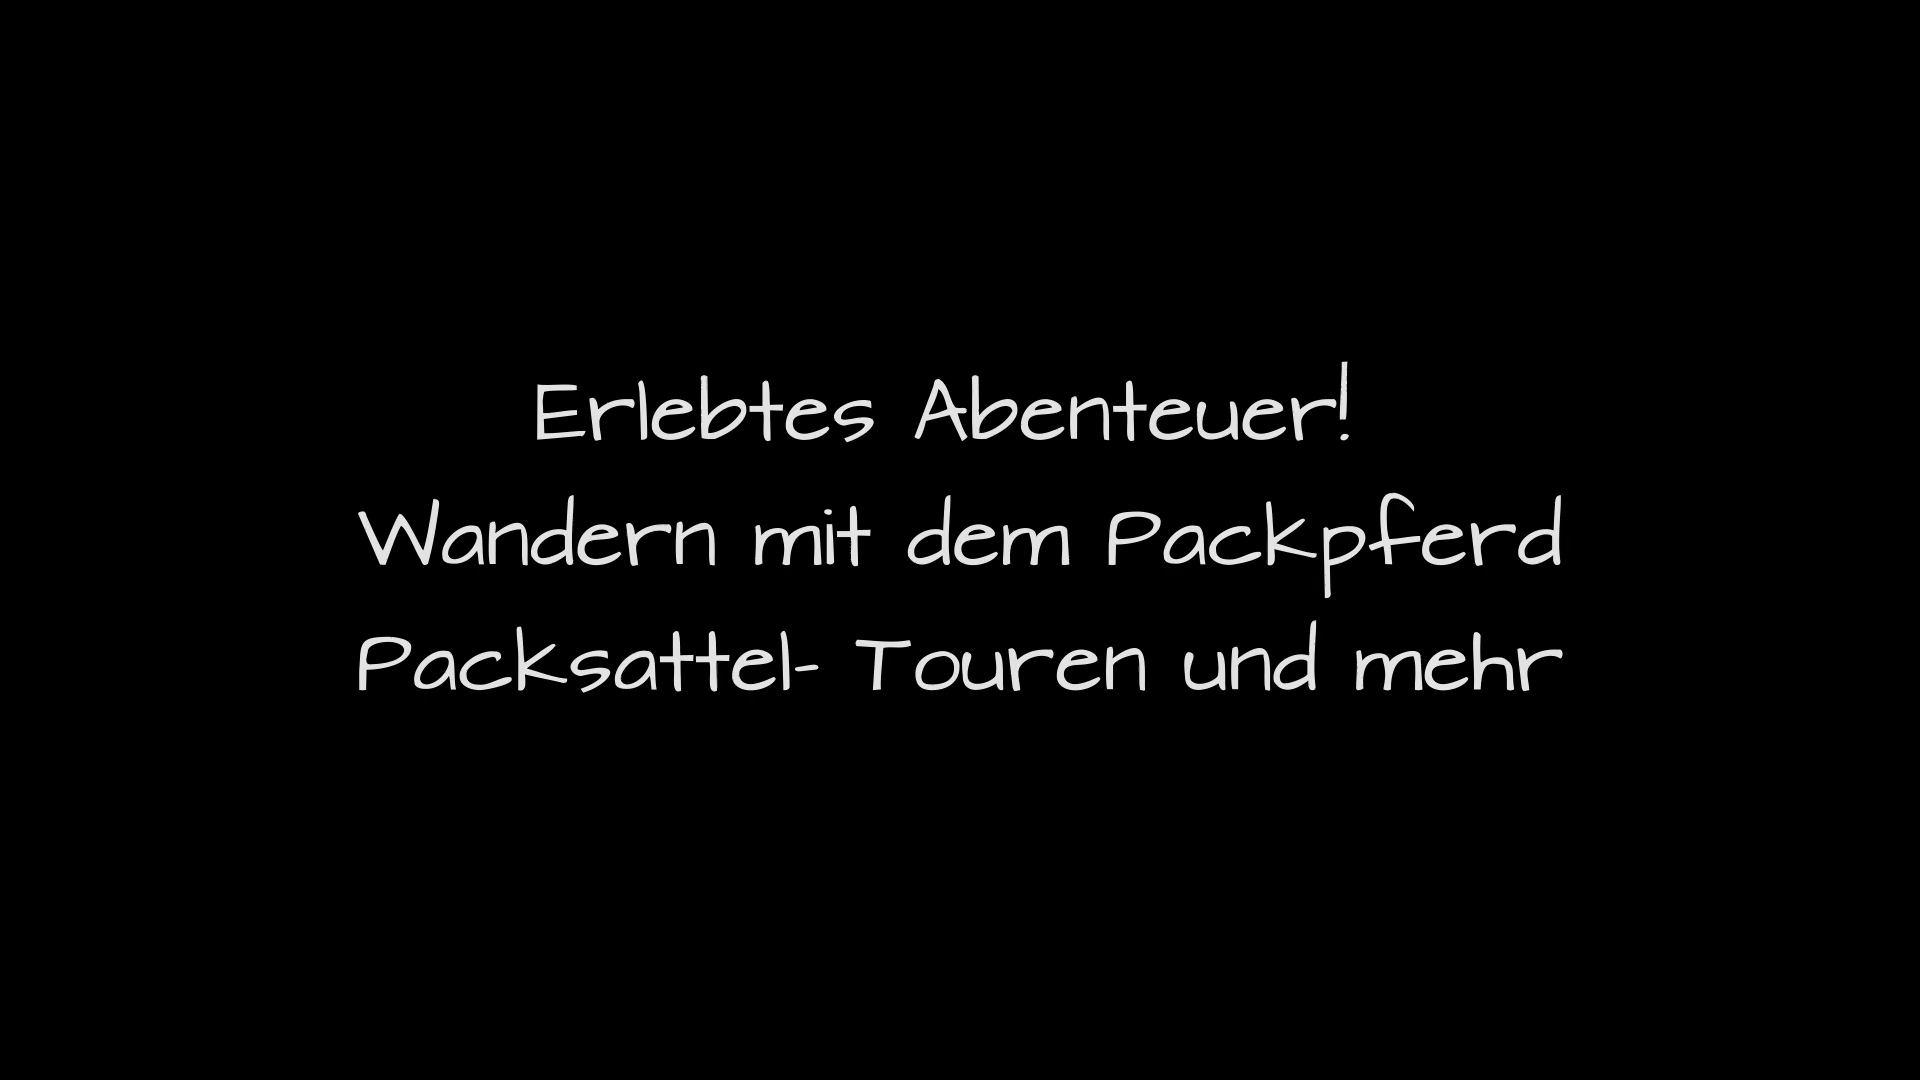 Erlebtes Abenteuer!
Wandern mit dem Packpferd
Packsattel- Touren und mehr